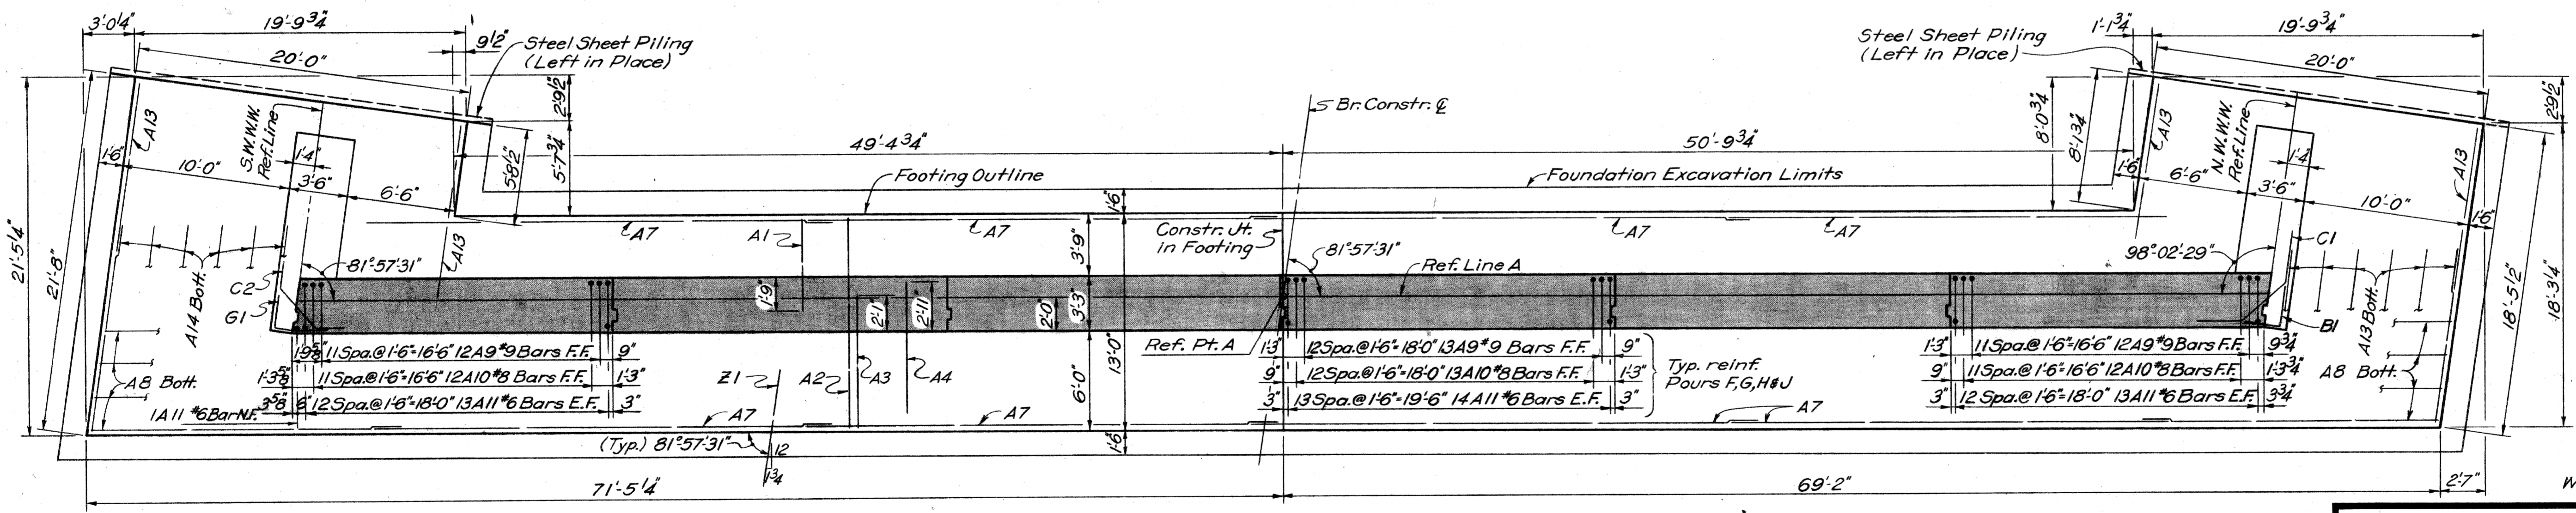 3'-0¼"
19'-9¾"
20'-0"
9½"
Steel Sheet Piling
(Left in Place)
2'-9½"
5'-7¾"
5'-8½"
S.W.W.W.
Ref. Line
A13
1'-6"
10'-0"
1'-4"
3'-6"
6'-6"
A13
21'-5¼"
21'-8"
A14 Bott.
C2
G1
81°57'31"
A8 Bott.
49'-4¾"
Footing Outline
A7
A1
A7
Br. Constr. ℄
50'-9¾"
Foundation Excavation Limits
1'-6"
Constr. Jt.
in Footing
3'-9"
81°57'31"
Ref. Line A
A7
A7
98°02'-29"
Steel Sheet Piling
(Left in Place)
1'-1¾"
19'-9¾"
20'-0"
2'9½"
8'-0¾"
8'-1¾"
A13
N.W.W.W.
Ref. Line
1'-6"
6'-6"
3'-6"
1'-4"
10'-0"
A13
1'-6"
C1
B1
A13 Bott.
A8 Bott.
18'-5½"
18'-3¼"
1'-9"
2'-1"
2'-11"
2'-0"
3'-3"
13'-0"
6'-0"
1'-6"
Ref. Pt. A
1'-9⅝" 11 Spa. @ 1'-6"=16'-6" 12 A9 #9 Bars F.F. 9"
1'-3⅝" 11 Spa. @ 1'-6"=16'-6" 12 A10 #8 Bars F.F. 1'-3"
1 A11 #6 Bar N.F. 3⅝" 6" 12 Spa. @ 1'-6"=18'-0" 13 A11 #6 Bars E.F. 3"
Z1
A2
A3
A4
1'-3" 12 Spa. @ 1'-6"=18'-0" 13 A9 #9 Bars F.F. 9"
9" 12 Spa. @ 1'-6"=18'-0" 13 A10 #8 Bars F.F. 1'-3"
3" 13 Spa. @ 1'-6"=19'-6" 14 A11 #6 Bars E.F. 3"
Typ. reinf.
Pours F,G,H&J
1'-3" 11 Spa. @ 1'-6"=16'-6" 12 A9 #9 Bars F.F. 9¾"
9" 11 Spa. @ 1'-6"=16'-6" 12 A10 #8 Bars F.F. 1'-3¾"
3" 12 Spa. @ 1'-6"=18'-0" 13 A11 #6 Bars E.F. 3¾"
A7
A7
A7
(Typ.) 81°57'31"
12
1¾
71'-5¼"
69'-2"
2'-7"